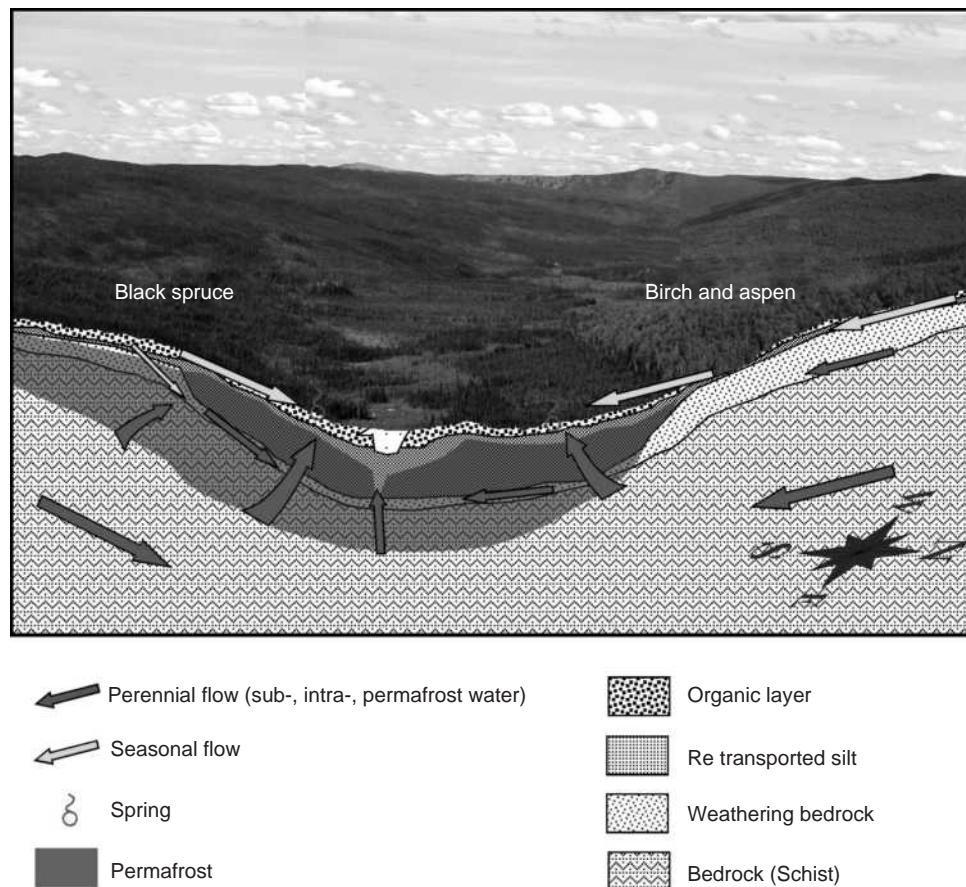 Black spruce
Birch and aspen
S
N
E
Perennial flow (sub-, intra-, permafrost water)
Seasonal flow
Spring
Permafrost
Organic layer
Re transported silt
Weathering bedrock
Bedrock (Schist)